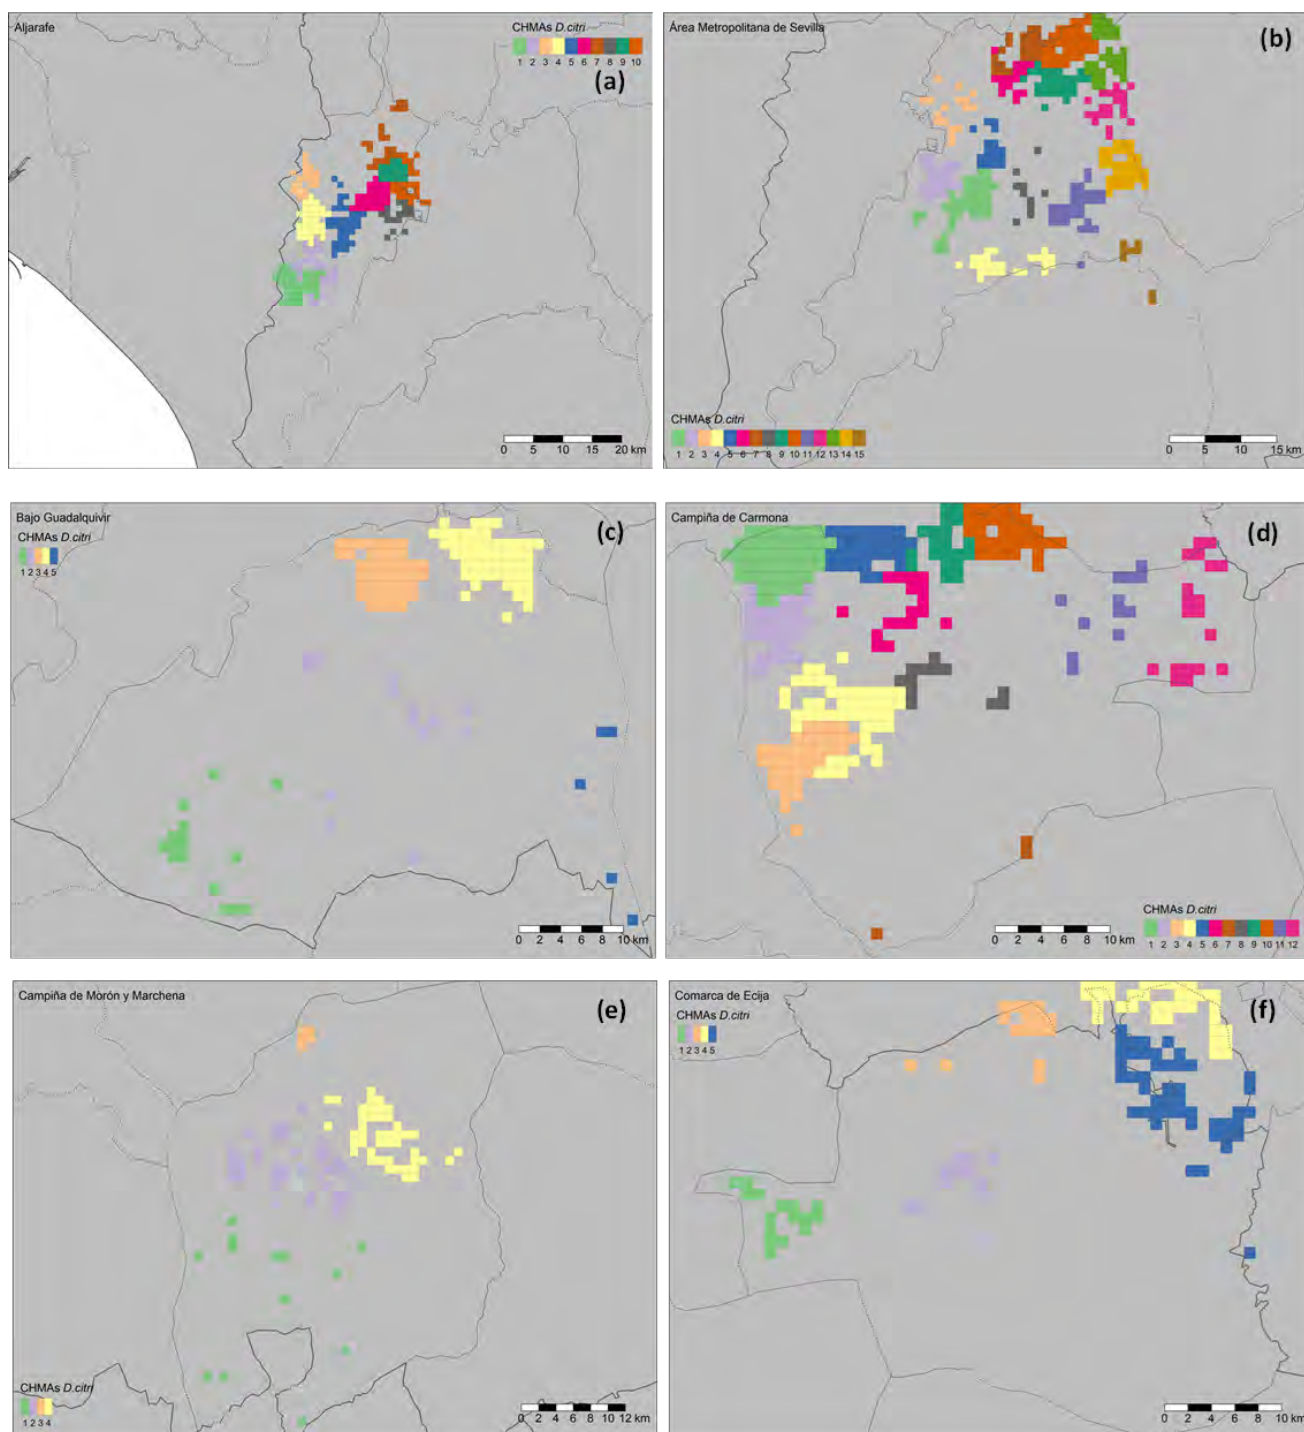 Aljarafe
CHMAs D.citri
1 2 3 4 5 6 7 8 9 10
(a)
0 5 10 15 20 km
Área Metropolitana de Sevilla
(b)
CHMAs D.citri
1 2 3 4 5 6 7 8 9 10 11 12 13 14 15
0 5 10 15 km
Bajo Guadalquivir
CHMAs D.citri
1 2 3 4 5
(c)
0 2 4 6 8 10 km
Campiña de Carmona
(d)
CHMAs D.citri
1 2 3 4 5 6 7 8 9 10 11 12
0 2 4 6 8 10 km
Campiña de Morón y Marchena
(e)
CHMAs D.citri
1 2 3 4
0 2 4 6 8 10 12 km
Comarca de Ecija
CHMAs D.citri
1 2 3 4 5
(f)
0 2 4 6 8 10 km